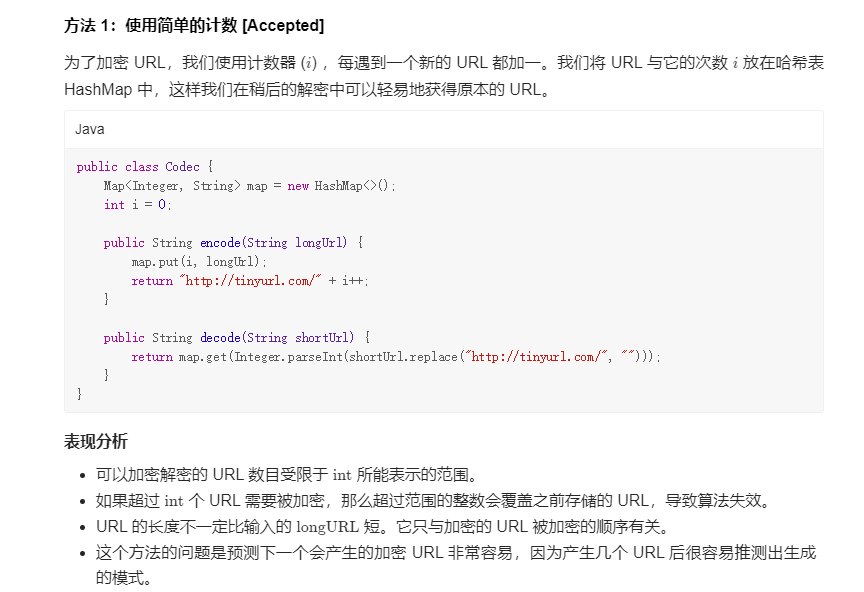 方法 1：使用简单的计数 [Accepted]
为了加密 URL，我们使用计数器 (i) ，每遇到一个新的 URL 都加一。我们将 URL 与它的次数 i 放在哈希表
HashMap 中，这样我们在稍后的解密中可以轻易地获得原本的 URL。
Java
public class Codec {
    Map<Integer, String> map = new HashMap<>();
    int i = 0;

    public String encode(String longUrl) {
        map.put(i, longUrl);
        return "http://tinyurl.com/" + i++;
    }

    public String decode(String shortUrl) {
        return map.get(Integer.parseInt(shortUrl.replace("http://tinyurl.com/", "")));
    }
}
表现分析
• 可以加密解密的 URL 数目受限于 int 所能表示的范围。
• 如果超过 int 个 URL 需要被加密，那么超过范围的整数会覆盖之前存储的 URL，导致算法失效。
• URL 的长度不一定比输入的 longURL 短。它只与加密的 URL 被加密的顺序有关。
• 这个方法的问题是预测下一个会产生的加密 URL 非常容易，因为产生几个 URL 后很容易推测出生成
的模式。